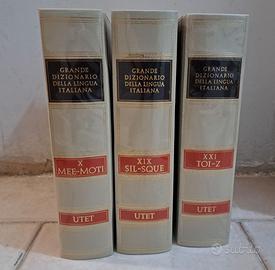 GRANDE
DIZIONARIO
DELLA LINGUA
ITALIANA
X
MEE-MOTI
UTET
GRANDE
DIZIONARIO
DELLA LINGUA
ITALIANA
XIX
SIL-SQUE
UTET
GRANDE
DIZIONARIO
DELLA LINGUA
ITALIANA
XXI
TOI-Z
UTET
subito